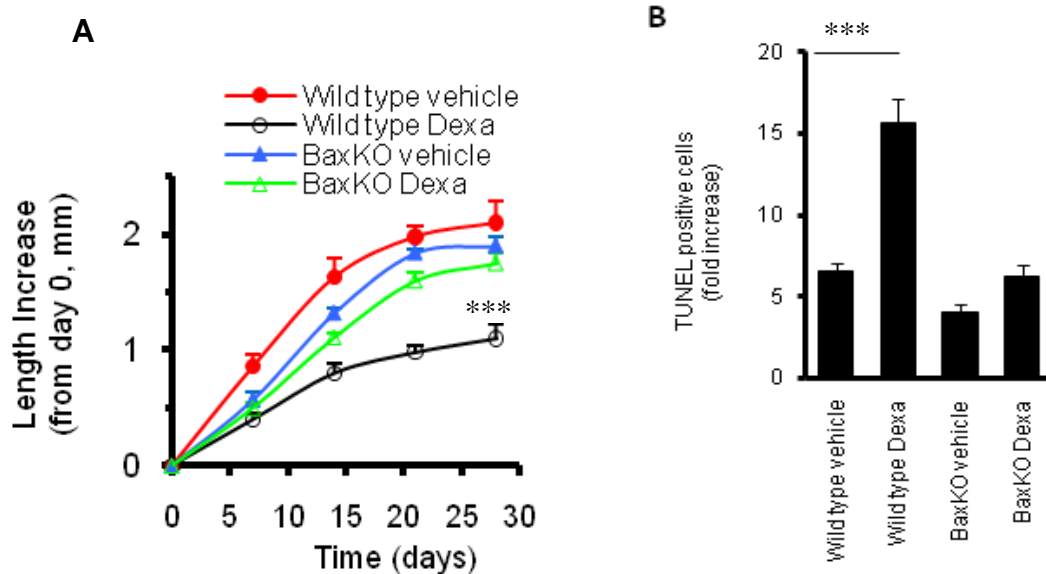 A
Wild type vehicle
Wild type Dexa
BaxKO vehicle
BaxKO Dexa
Length Increase
(from day 0, mm)
2
1
0
***
0 5 10 15 20 25 30
Time (days)
B
***
TUNEL positive cells
(fold increase)
20
15
10
5
0
Wild type vehicle
Wild type Dexa
BaxKO vehicle
BaxKO Dexa